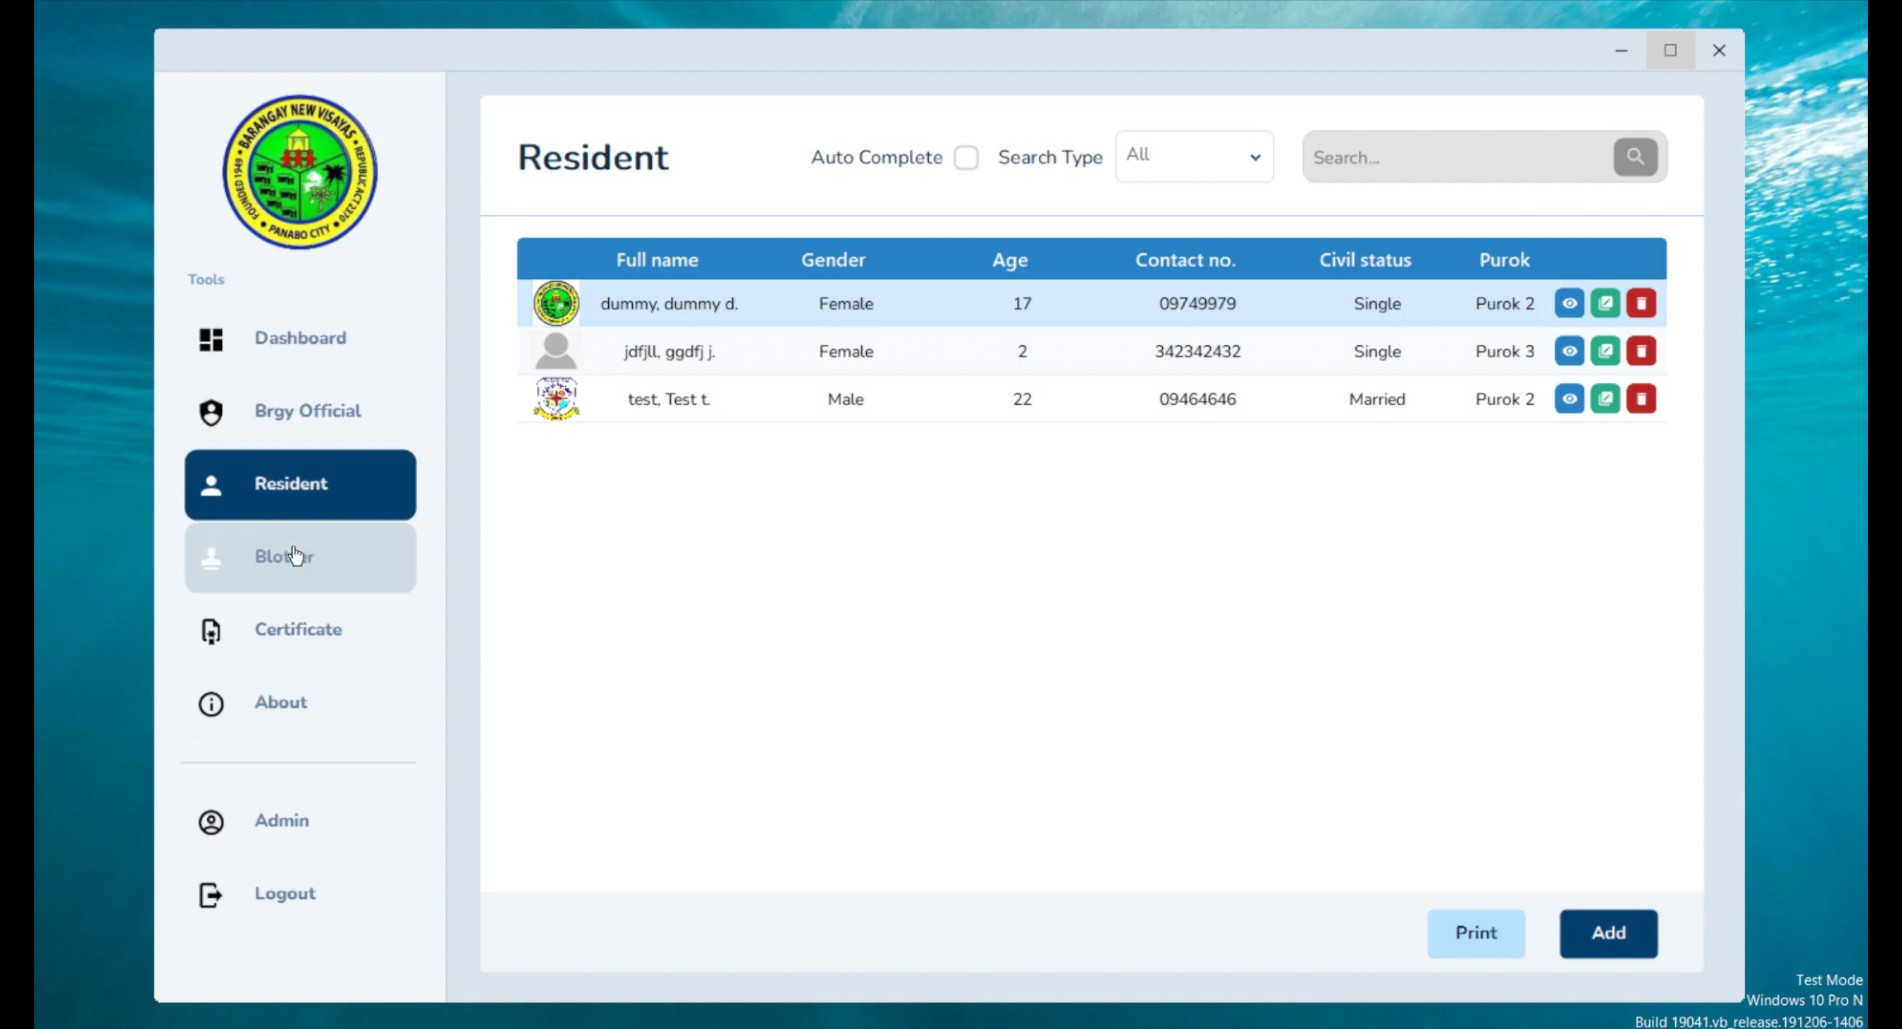 BARANGAY NEW VISAYAS
FOUNDED 1949
REPUBLIC ACT 2370
PANABO CITY
Tools
Dashboard
Brgy Official
Resident
Certificate
About
Admin
Logout
Resident
Auto Complete Search Type All Search...
Full name Gender Age Contact no. Civil status Purok
dummy, dummy d. Female 17 09749979 Single Purok 2
jdfjll, ggdfj j. Female 2 342342432 Single Purok 3
test, Test t. Male 22 09464646 Married Purok 2
Print Add
Test Mode
Windows 10 Pro N
Build 19041.vb_release.191206-1406